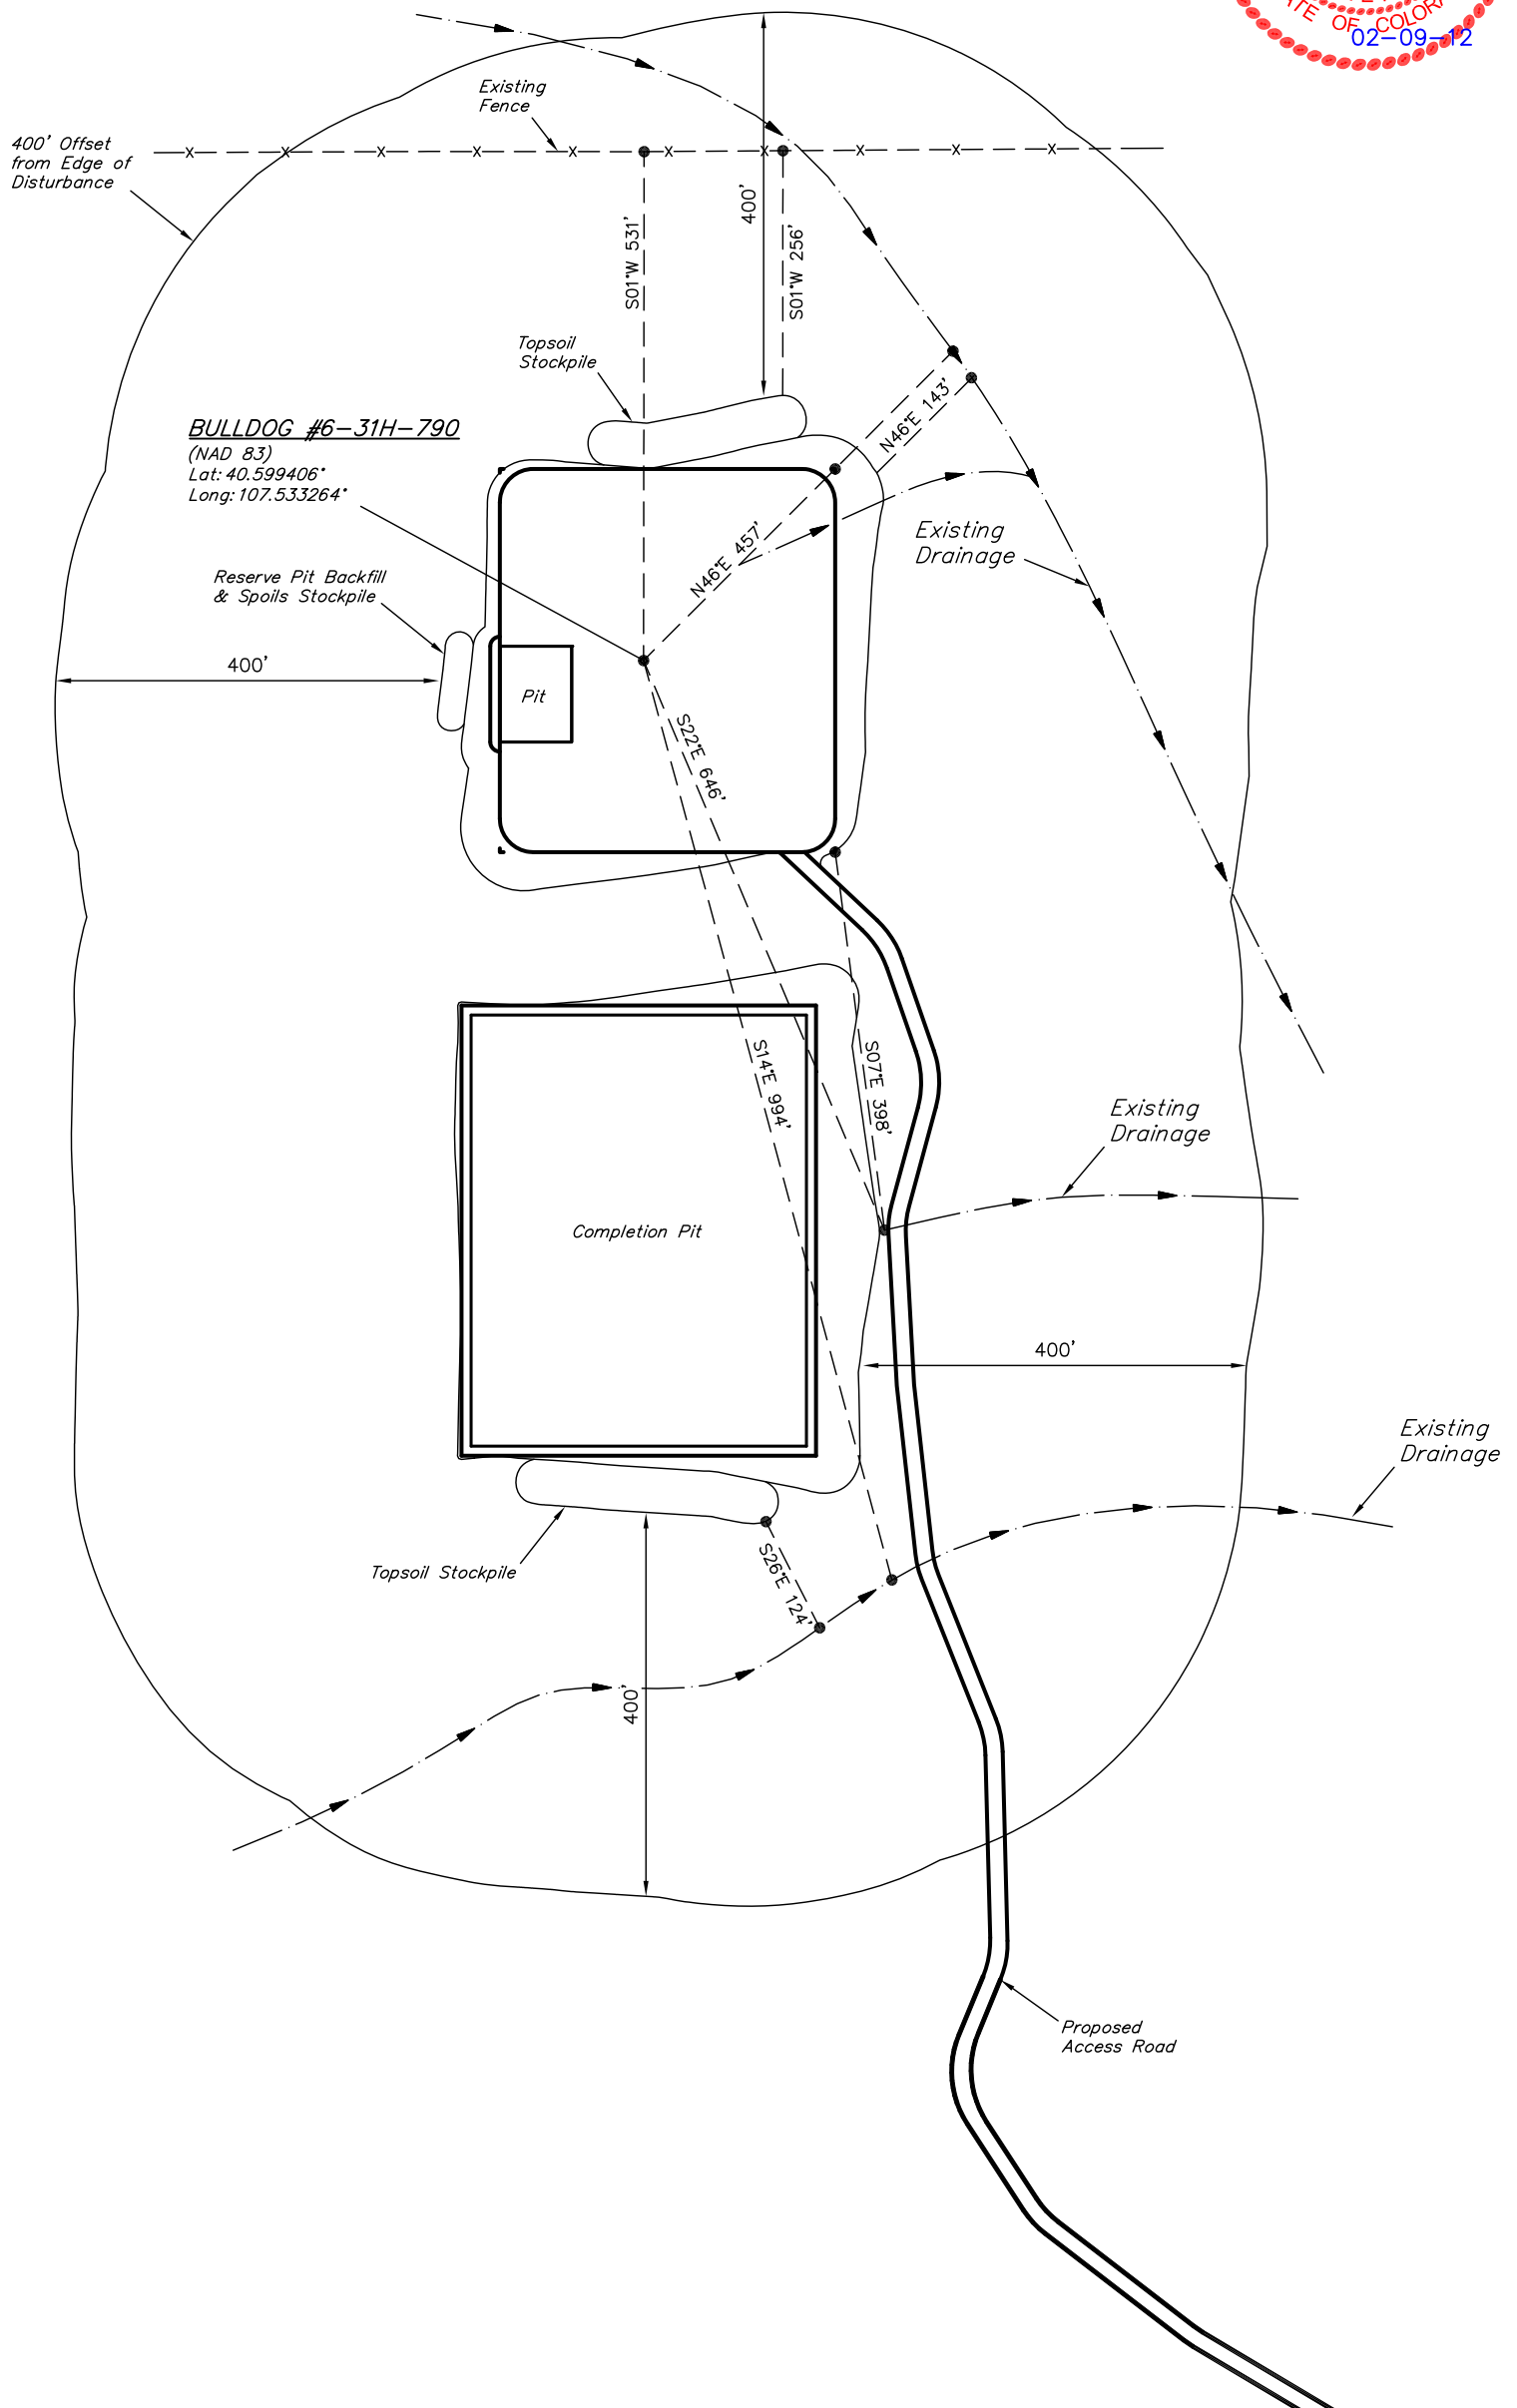 OF COLORA
02-09-12
Existing
Fence
400' Offset
from Edge of
Disturbance
400'
S01°W 531'
S01°W 256'
Topsoil
Stockpile
N46°E 143'
BULLDOG #6-31H-790
(NAD 83)
Lat: 40.599406°
Long: 107.533264°
Existing
Drainage
N46°E 457'
Reserve Pit Backfill
& Spoils Stockpile
400'
Pit
S22°E 646'
S14°E 994'
S07°E 398'
Existing
Drainage
Completion Pit
400'
Existing
Drainage
Topsoil Stockpile
S26°E 124'
400'
Proposed
Access Road